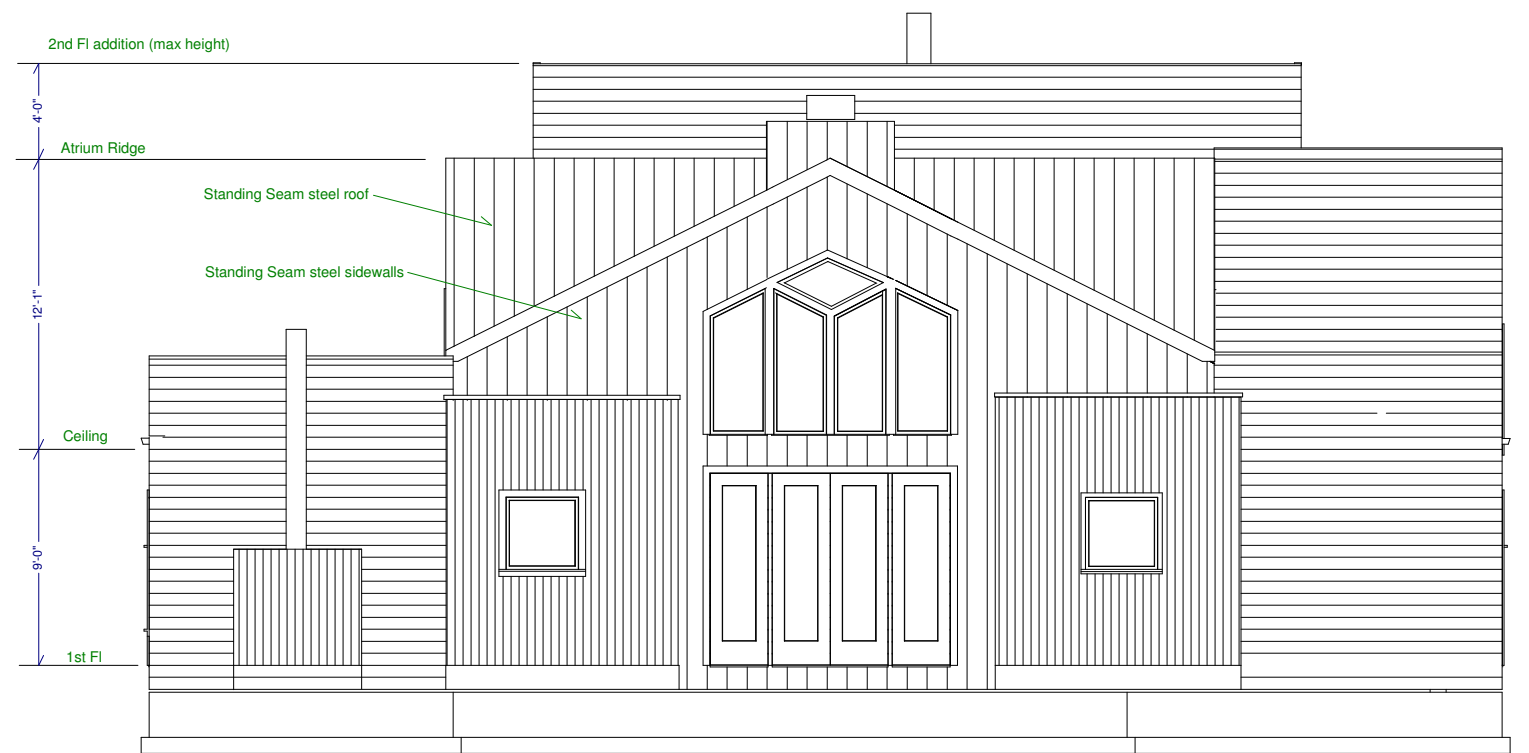 2nd Fl addition (max height)
4'-0"
Atrium Ridge
Standing Seam steel roof
Standing Seam steel sidewalls
12'-1"
Ceiling
9'-0"
1st Fl